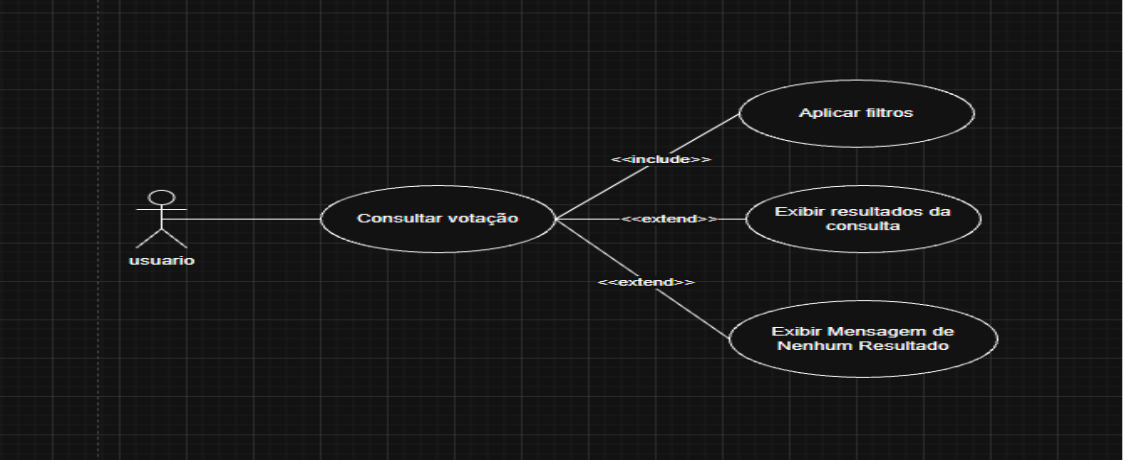 Aplicar filtros
<<include>>
usuario
Consultar votação
<<extend>>
Exibir resultados da
consulta
<<extend>>
Exibir Mensagem de
Nenhum Resultado